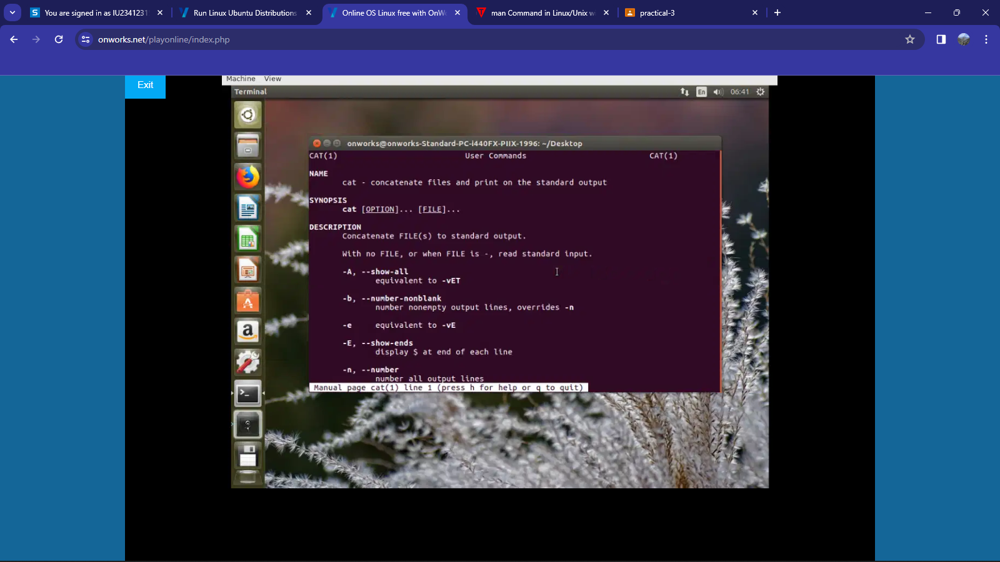 You are signed in as IU2341231
Run Linux Ubuntu Distributions
Online OS Linux free with OnWo
man Command in Linux/Unix w
practical-3
onworks.net/playonline/index.php
Exit
Machine View
Terminal
En
06:41
onworks@onworks-Standard-PC-i440FX-PIIX-1996: ~/Desktop
CAT(1) User Commands CAT(1)
NAME
cat - concatenate files and print on the standard output
SYNOPSIS
cat [OPTION]... [FILE]...
DESCRIPTION
Concatenate FILE(s) to standard output.
With no FILE, or when FILE is -, read standard input.
-A, --show-all
equivalent to -vET
-b, --number-nonblank
number nonempty output lines, overrides -n
-e equivalent to -vE
-E, --show-ends
display $ at end of each line
-n, --number
number all output lines
Manual page cat(1) line 1 (press h for help or q to quit)